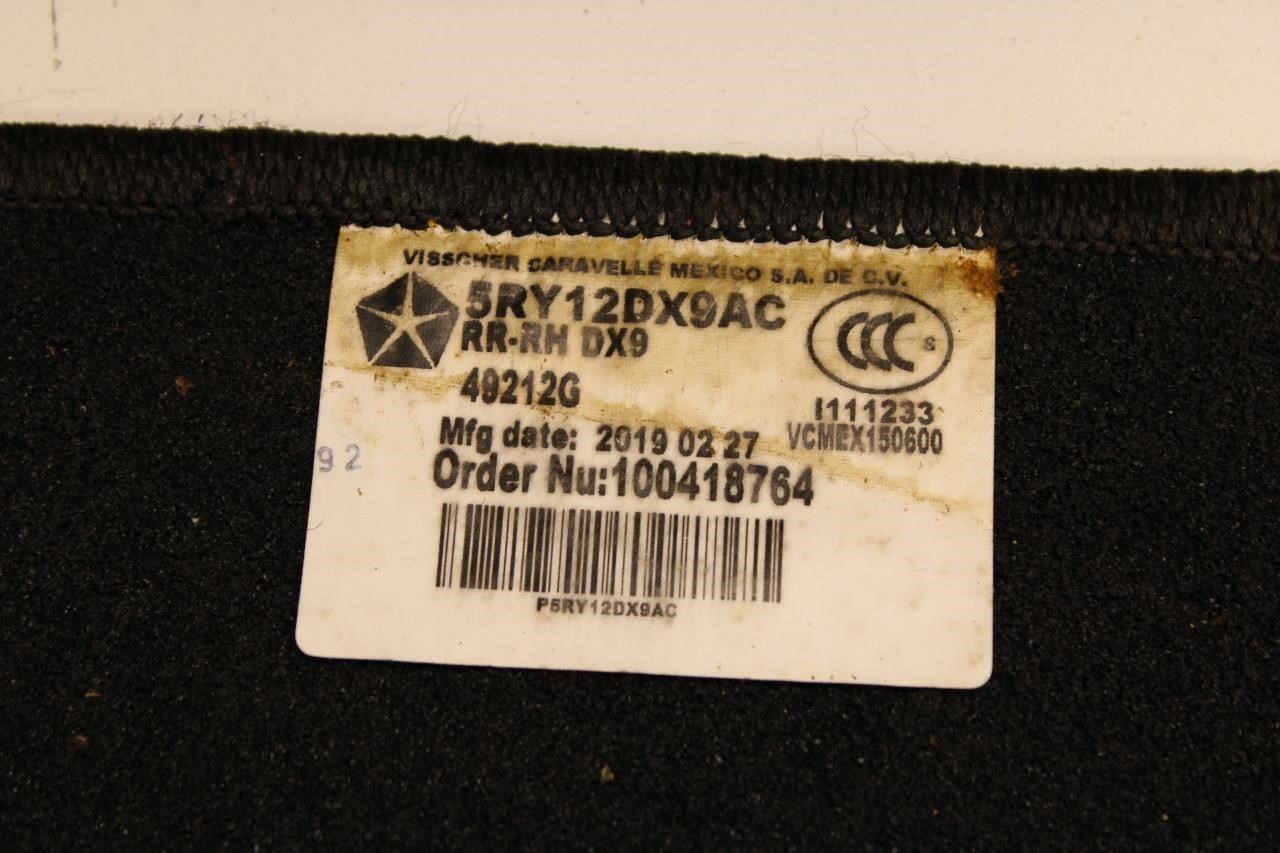 VISSCHER CARAVELLE MEXICO S.A. DE C.V.
5RY12DX9AC
RR-RH DX9
CCC S
49212G
I111233
Mfg date: 2019 02 27 VCMEX150600
92
Order Nu:100418764
P5RY12DX9AC